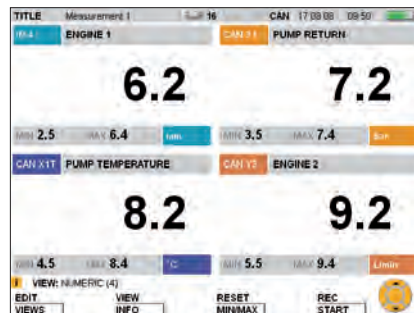 TITLE Measurement 1 16 CAN 17 09 08 09:50
ENGINE 1 CAN X1 PUMP RETURN
6.2 7.2
MIN 2.5 MAX 6.4 MIN 3.5 MAX 7.4 Bar
CAN X1T PUMP TEMPERATURE CAN Y3 ENGINE 2
8.2 9.2
MIN 4.5 MAX 8.4 °C MIN 5.5 MAX 9.4 L/min
VIEW: NUMERIC (4)
EDIT VIEW RESET REC
VIEWS INFO MIN/MAX START